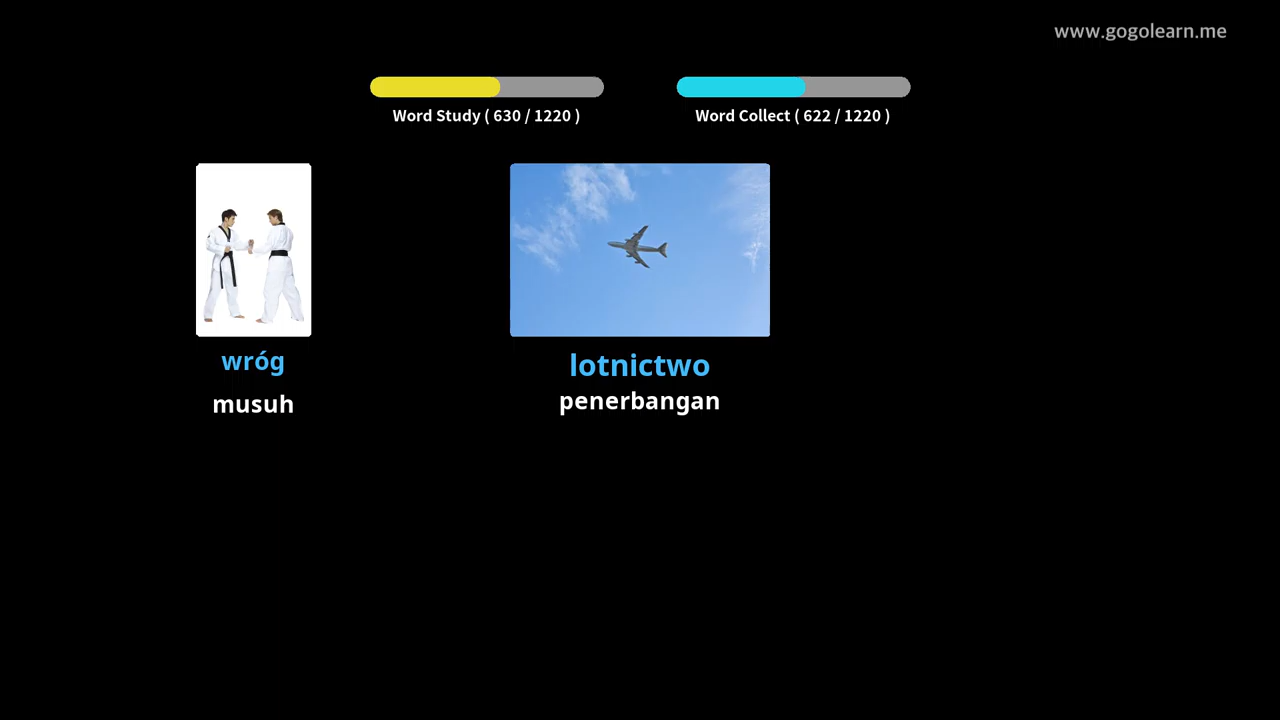 www.gogolearn.me
Word Study ( 630 / 1220 )
Word Collect ( 622 / 1220 )
wróg
musuh
lotnictwo
penerbangan